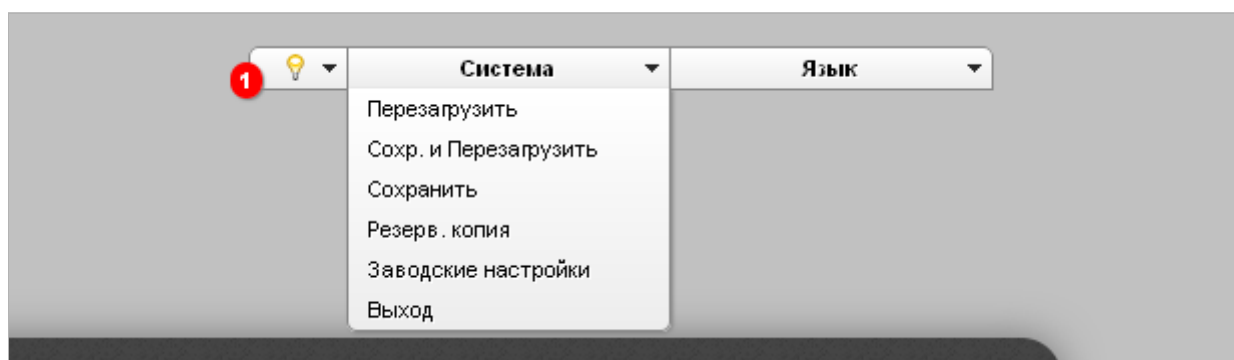 1 Система Язык
Перезагрузить
Сохр. и Перезагрузить
Сохранить
Резерв. копия
Заводские настройки
Выход